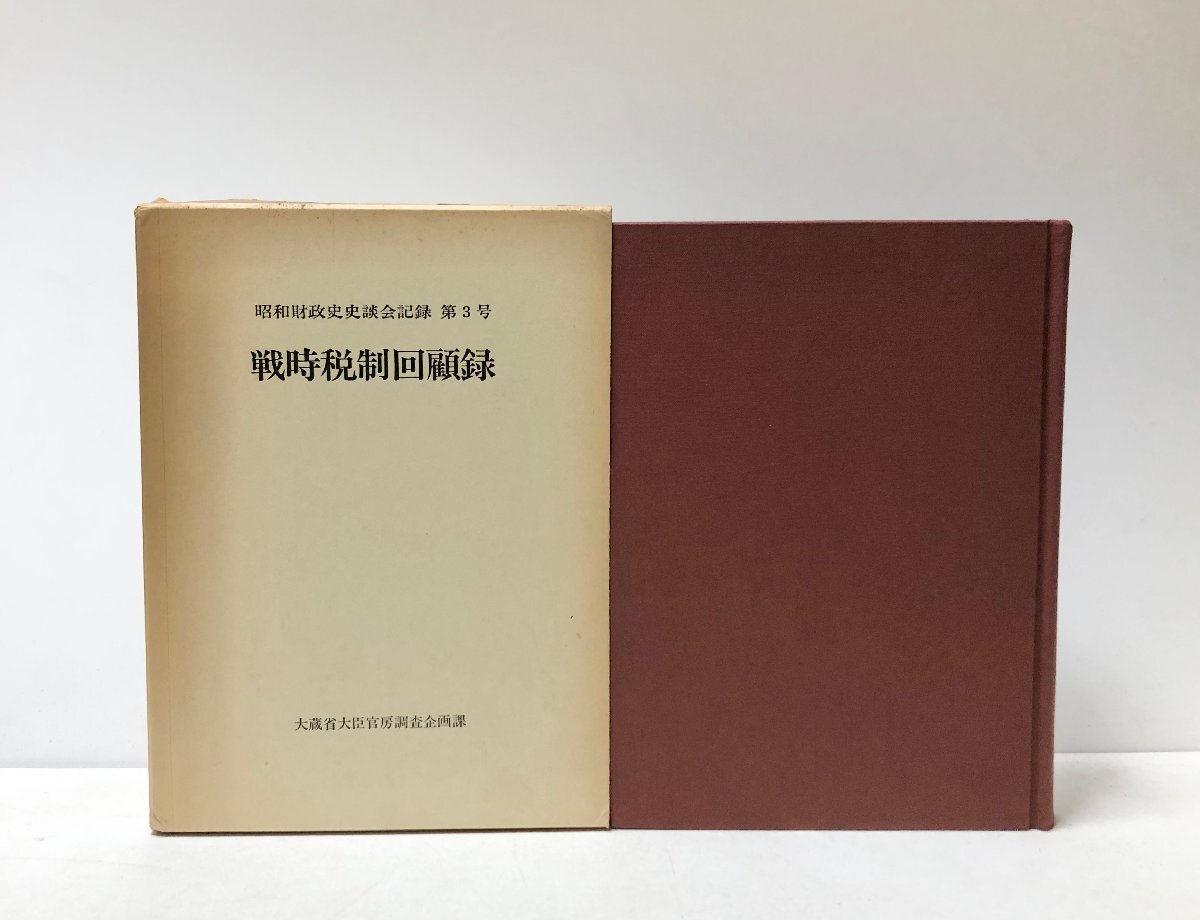 昭和財政史史談会記録 第3号
戦時税制回顧録
大蔵省大臣官房調査企画課